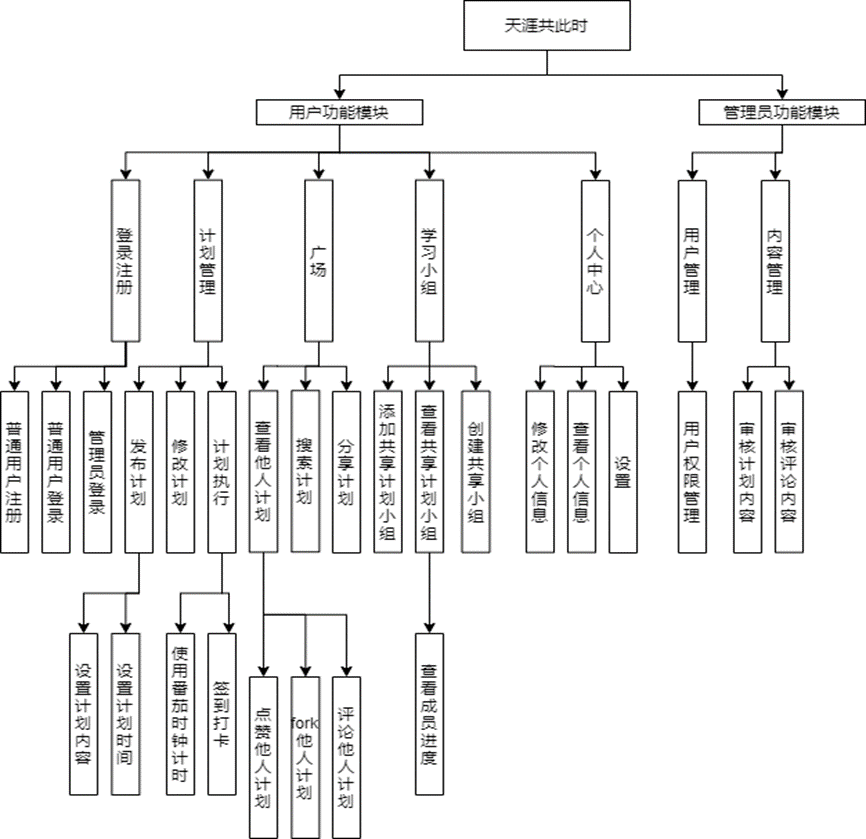 天涯共此时
用户功能模块
管理员功能模块
登录注册
计划管理
广场
学习小组
个人中心
用户管理
内容管理
普通用户注册
普通用户登录
管理员登录
发布计划
修改计划
计划执行
查看他人计划
搜索计划
分享计划
添加共享计划小组
查看共享计划小组
创建共享小组
修改个人信息
查看个人信息
设置
用户权限管理
审核计划内容
审核评论内容
设置计划内容
设置计划时间
使用番茄时钟计时
签到打卡
点赞他人计划
fork他人计划
评论他人计划
查看成员进度